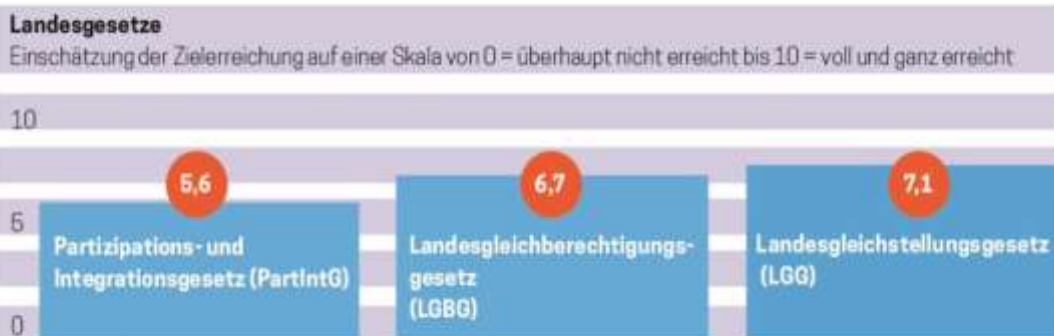 Landesgesetze
Einschätzung der Zielerreichung auf einer Skala von 0 = überhaupt nicht erreicht bis 10 = voll und ganz erreicht
10
5,6
6,7
7,1
5
Partizipations- und
Integrationsgesetz (PartIntG)
Landesgleichberechtigungs-
gesetz
(LGBG)
Landesgleichstellungsgesetz
(LGG)
0